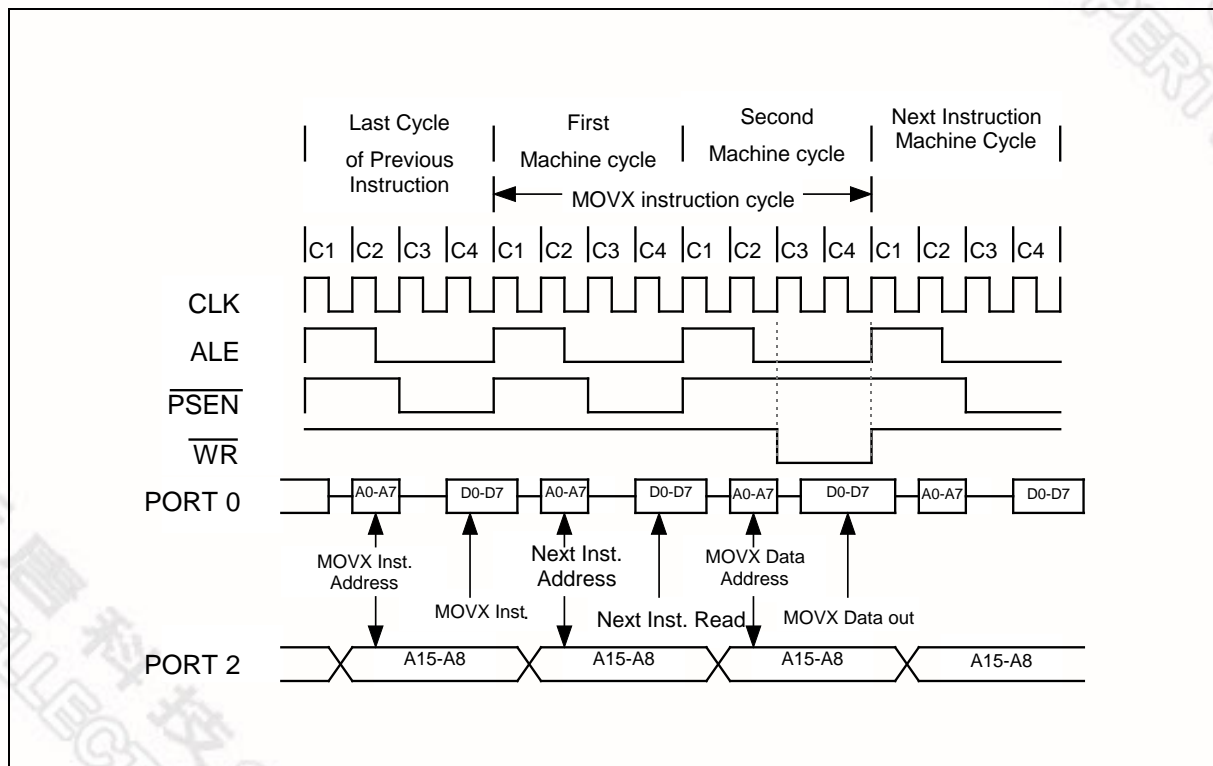 Last Cycle
of Previous
Instruction
First
Machine cycle
Second
Machine cycle
Next Instruction
Machine Cycle
MOVX instruction cycle
C1 C2 C3 C4 C1 C2 C3 C4 C1 C2 C3 C4 C1 C2 C3 C4
CLK
ALE
PSEN
WR
PORT 0
A0-A7 D0-D7 A0-A7 D0-D7 A0-A7 D0-D7 A0-A7 D0-D7
MOVX Inst.
Address
MOVX Inst.
Next Inst.
Address
Next Inst. Read
MOVX Data
Address
MOVX Data out
PORT 2
A15-A8 A15-A8 A15-A8 A15-A8